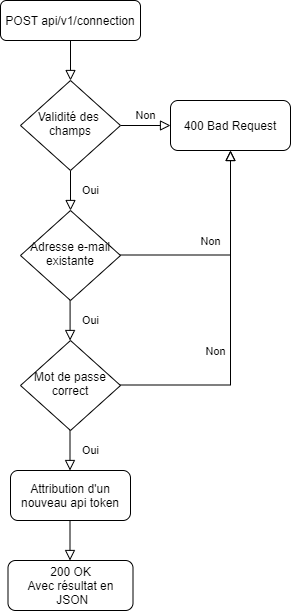 POST api/v1/connection
Validité des
champs
Non
400 Bad Request
Oui
Adresse e-mail
existante
Non
Oui
Mot de passe
correct
Non
Oui
Attribution d'un
nouveau api token
200 OK
Avec résultat en
JSON